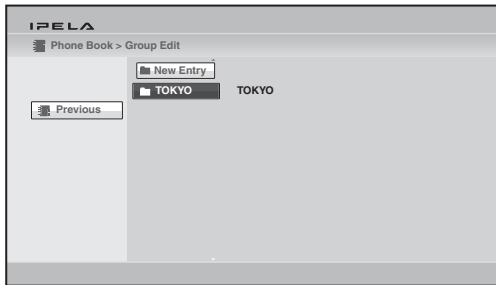 IPELA
Phone Book > Group Edit
New Entry
TOKYO TOKYO
Previous